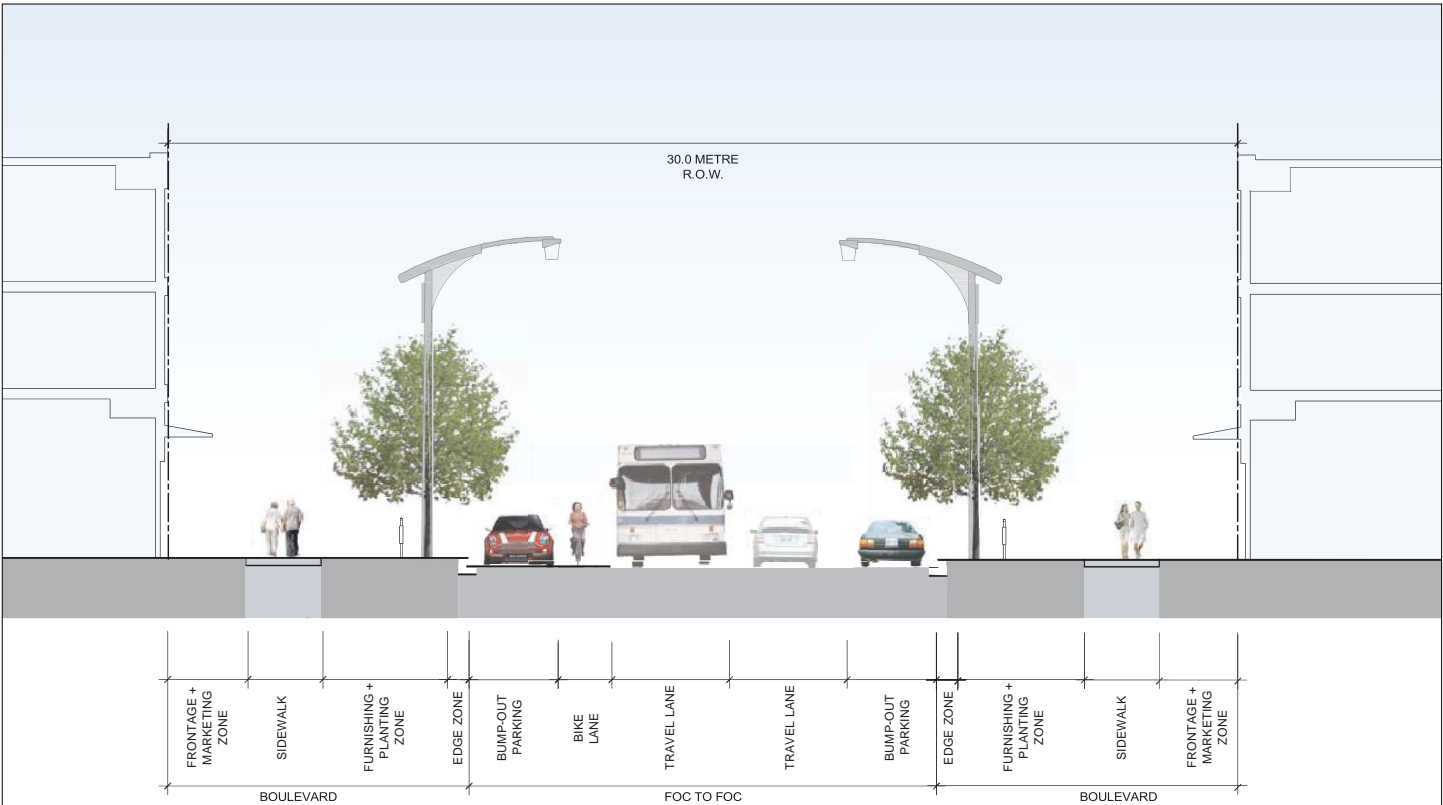 30.0 METRE
R.O.W.
FRONTAGE +
MARKETING
ZONE
SIDEWALK
FURNISHING +
PLANTING
ZONE
EDGE ZONE
BUMP-OUT
PARKING
BIKE
LANE
TRAVEL LANE
TRAVEL LANE
BUMP-OUT
PARKING
EDGE ZONE
FURNISHING +
PLANTING
ZONE
SIDEWALK
FRONTAGE +
MARKETING
ZONE
BOULEVARD
FOC TO FOC
BOULEVARD